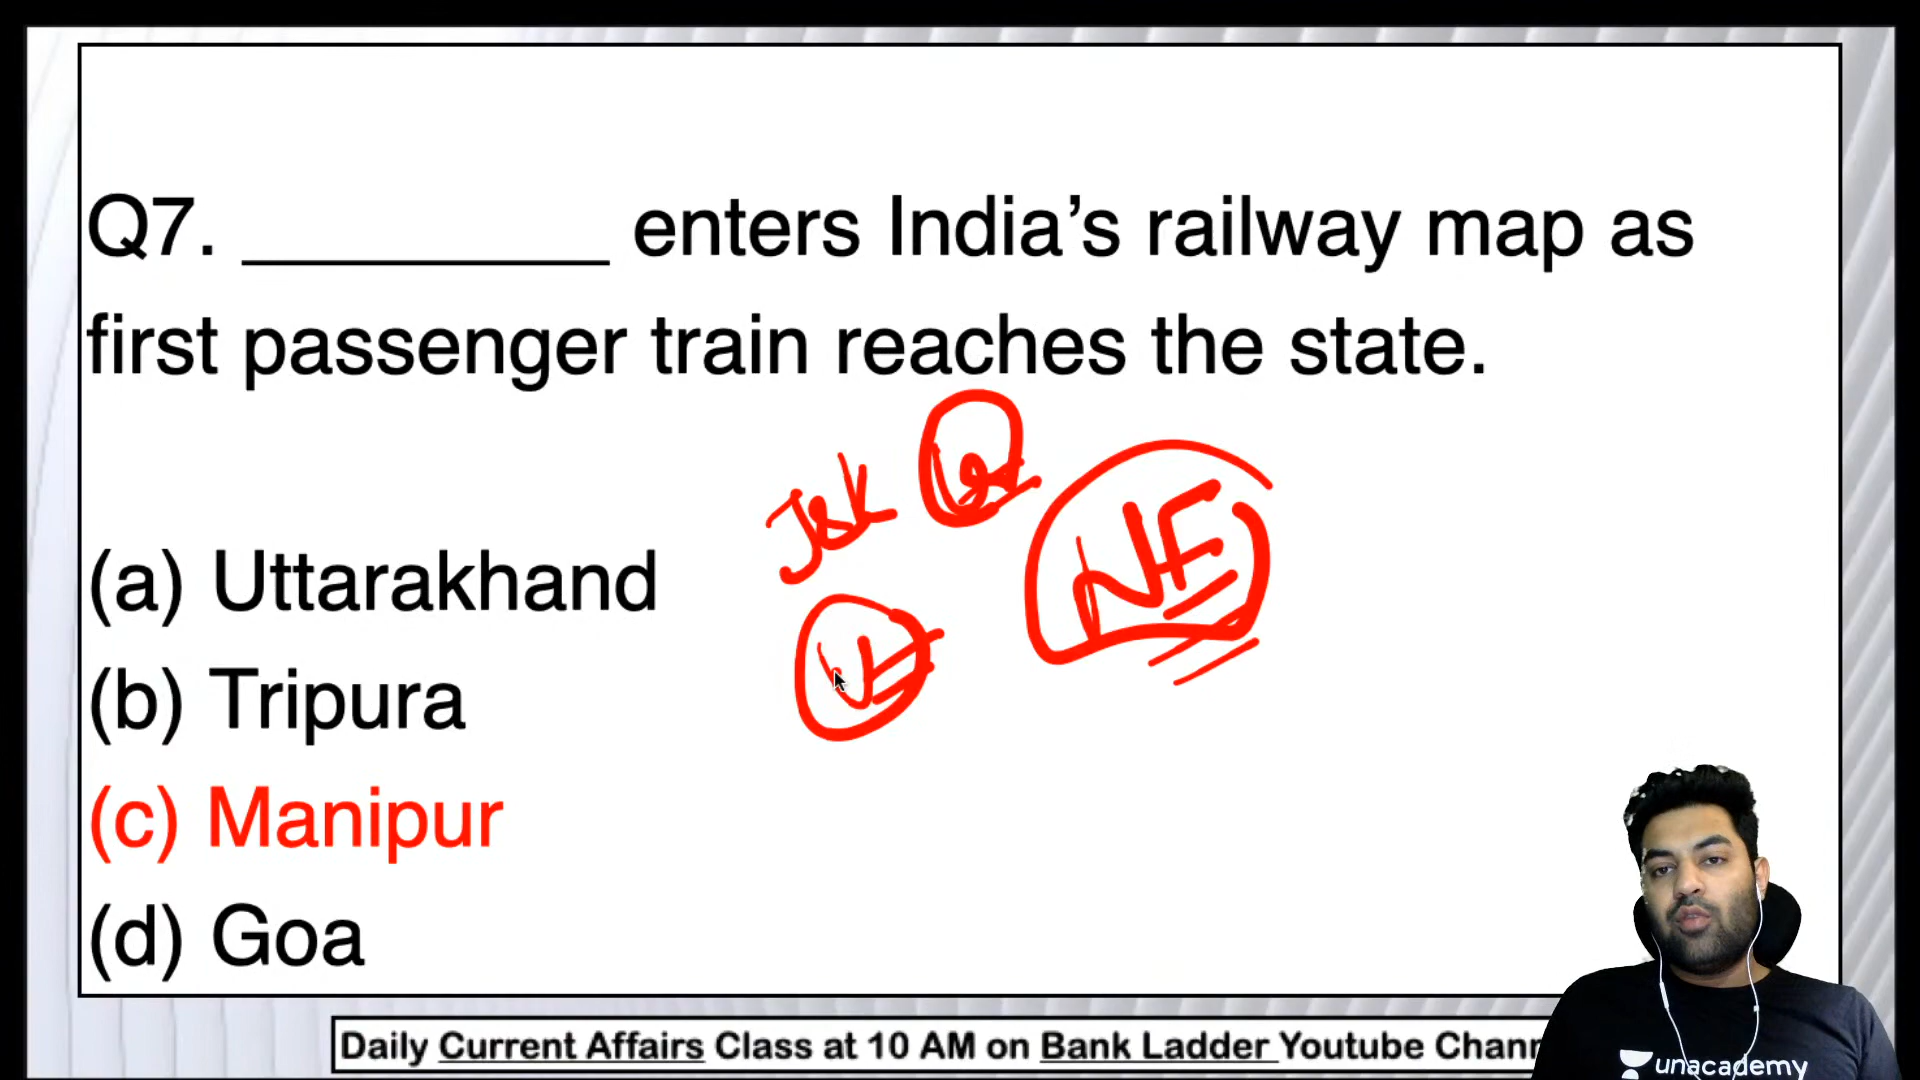 Q7. _________ enters India’s railway map as
first passenger train reaches the state.
J&K
NE
(a) Uttarakhand
(b) Tripura
(c) Manipur
(d) Goa
Daily Current Affairs Class at 10 AM on Bank Ladder Youtube Chann
unacademy